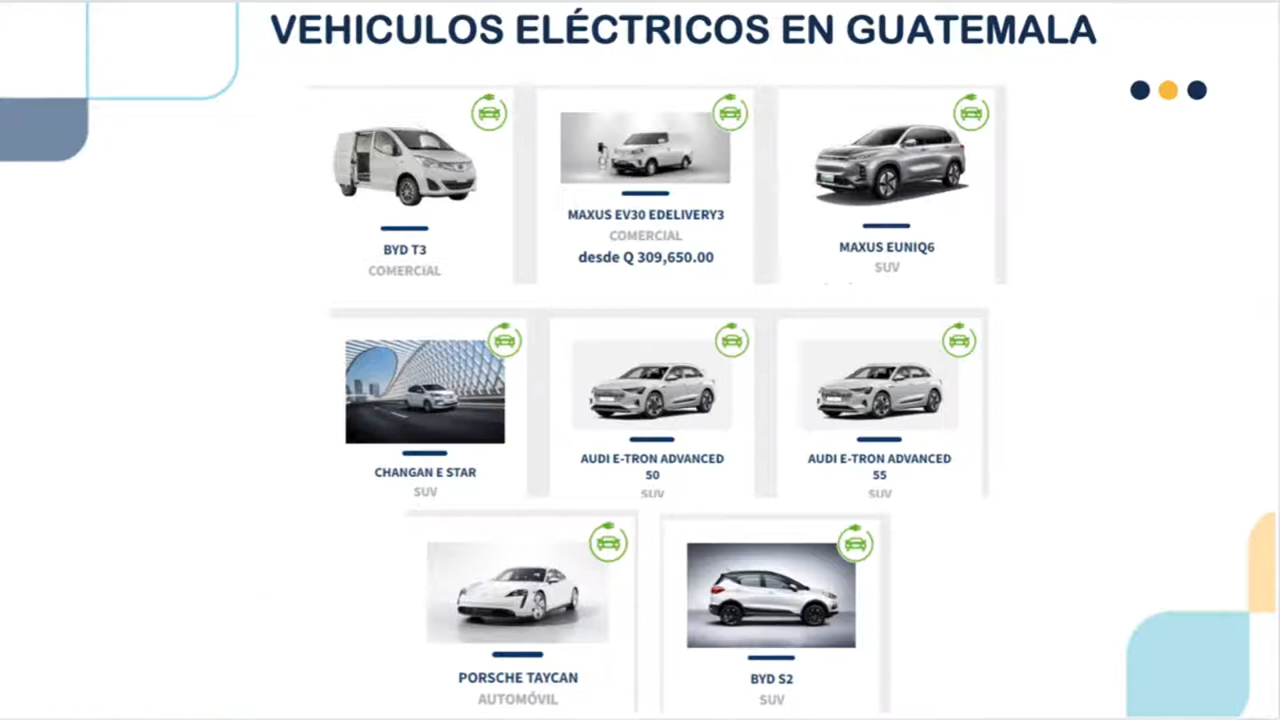 VEHICULOS ELÉCTRICOS EN GUATEMALA
BYD T3
COMERCIAL
MAXUS EV30 EDELIVERY3
COMERCIAL
desde Q 309,650.00
MAXUS EUNIQ6
SUV
CHANGAN E STAR
SUV
AUDI E-TRON ADVANCED
50
SUV
AUDI E-TRON ADVANCED
55
SUV
PORSCHE TAYCAN
AUTOMÓVIL
BYD S2
SUV